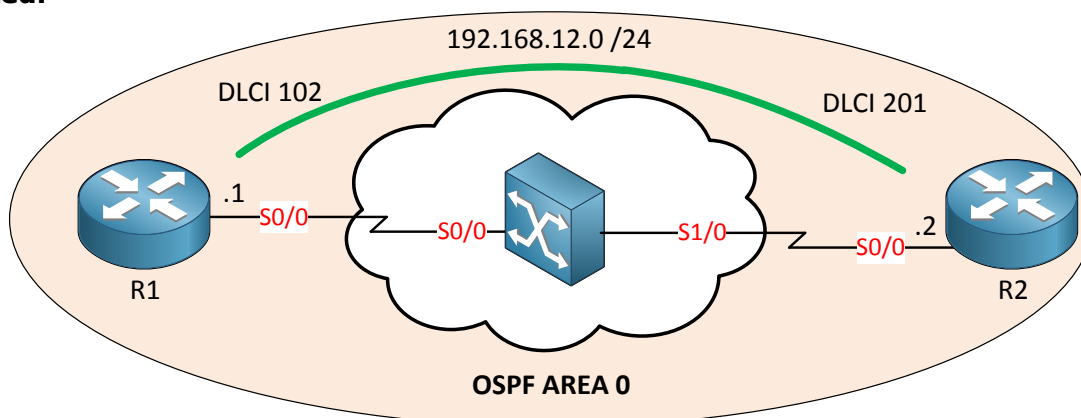 192.168.12.0 /24
DLCI 102
DLCI 201
.1
S0/0
S0/0
S1/0
S0/0
.2
R1
R2
OSPF AREA 0